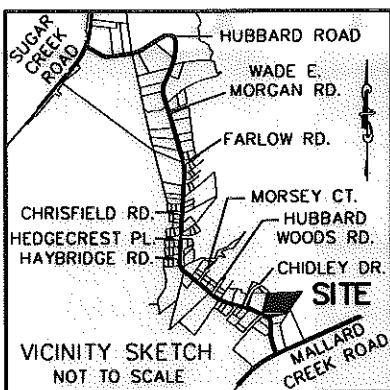 SUGAR
CREEK
ROAD
HUBBARD ROAD
WADE E.
MORGAN RD.
FARLOW RD.
MORSEY CT.
CHRISFIELD RD.
HUBBARD
WOODS RD.
HEDGECREST PL.
HAYBRIDGE RD.
CHIDLEY DR.
SITE
MALLARD
CREEK ROAD
VICINITY SKETCH
NOT TO SCALE